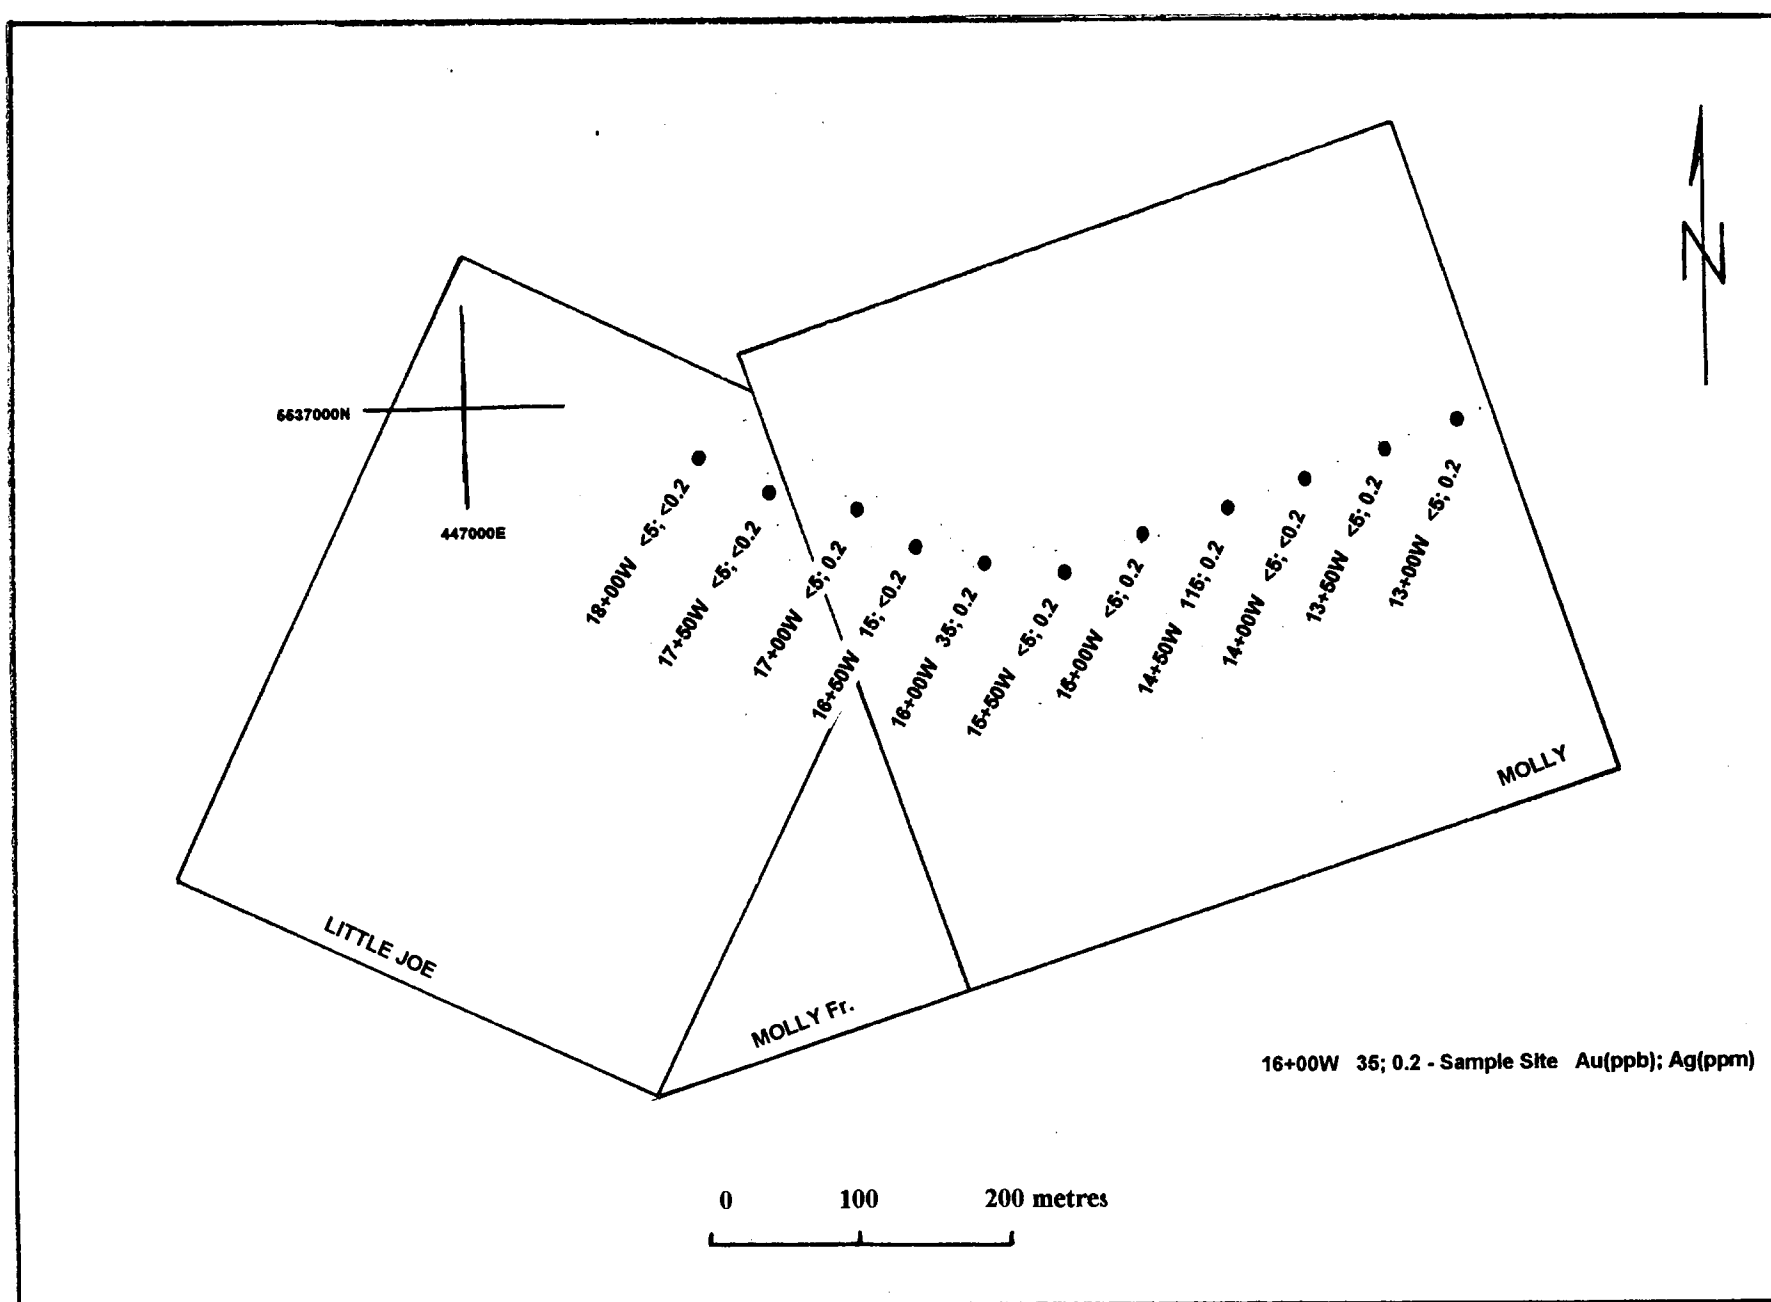 N
5537000N
447000E
18+00W <5; <0.2
17+50W <5; <0.2
17+00W <5; 0.2
16+50W 15; <0.2
16+00W 35; 0.2
15+50W <5; 0.2
15+00W <5; 0.2
14+50W 115; 0.2
14+00W <5; <0.2
13+50W <5; 0.2
13+00W <5; 0.2
MOLLY
LITTLE JOE
MOLLY Fr.
16+00W 35; 0.2 - Sample Site Au(ppb); Ag(ppm)
0 100 200 metres